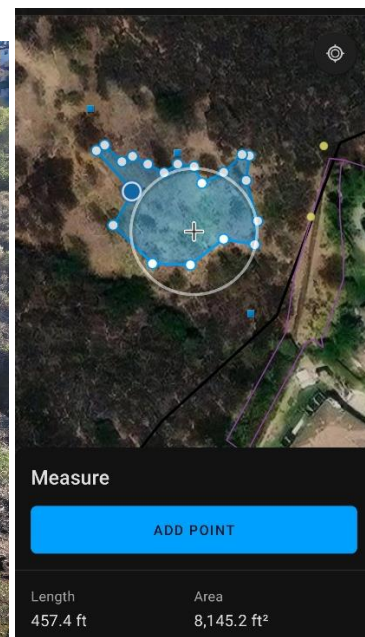 Measure
ADD POINT
Length
Area
457.4 ft
8,145.2 ft²